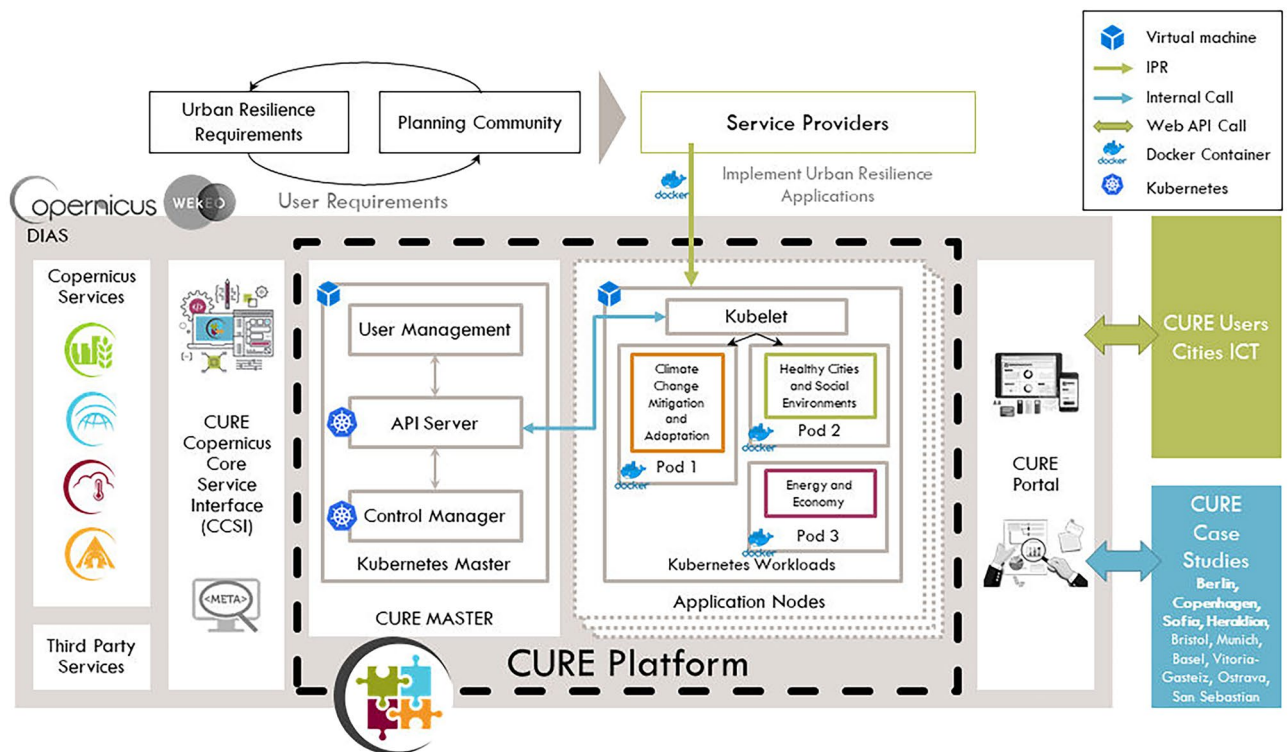 Virtual machine
IPR
Internal Call
Web API Call
docker
Docker Container
Kubernetes
Urban Resilience
Requirements
Planning Community
Service Providers
docker
Implement Urban Resilience
Applications
User Requirements
opernicus
WEkEO
DIAS
Copernicus
Services
Third Party
Services
CURE
Copernicus
Core
Service
Interface
(CCSI)
<META>
User Management
API Server
Control Manager
Kubernetes Master
CURE MASTER
Kubelet
Climate
Change
Mitigation
and
Adaptation
docker
Pod 1
Healthy Cities
and Social
Environments
docker
Pod 2
Energy and
Economy
docker
Pod 3
Kubernetes Workloads
Application Nodes
CURE Platform
CURE
Portal
CURE Users
Cities ICT
CURE
Case
Studies
Berlin,
Copenhagen,
Sofia, Heraklion,
Bristol, Munich,
Basel, Vitoria-
Gasteiz, Ostrava,
San Sebastian